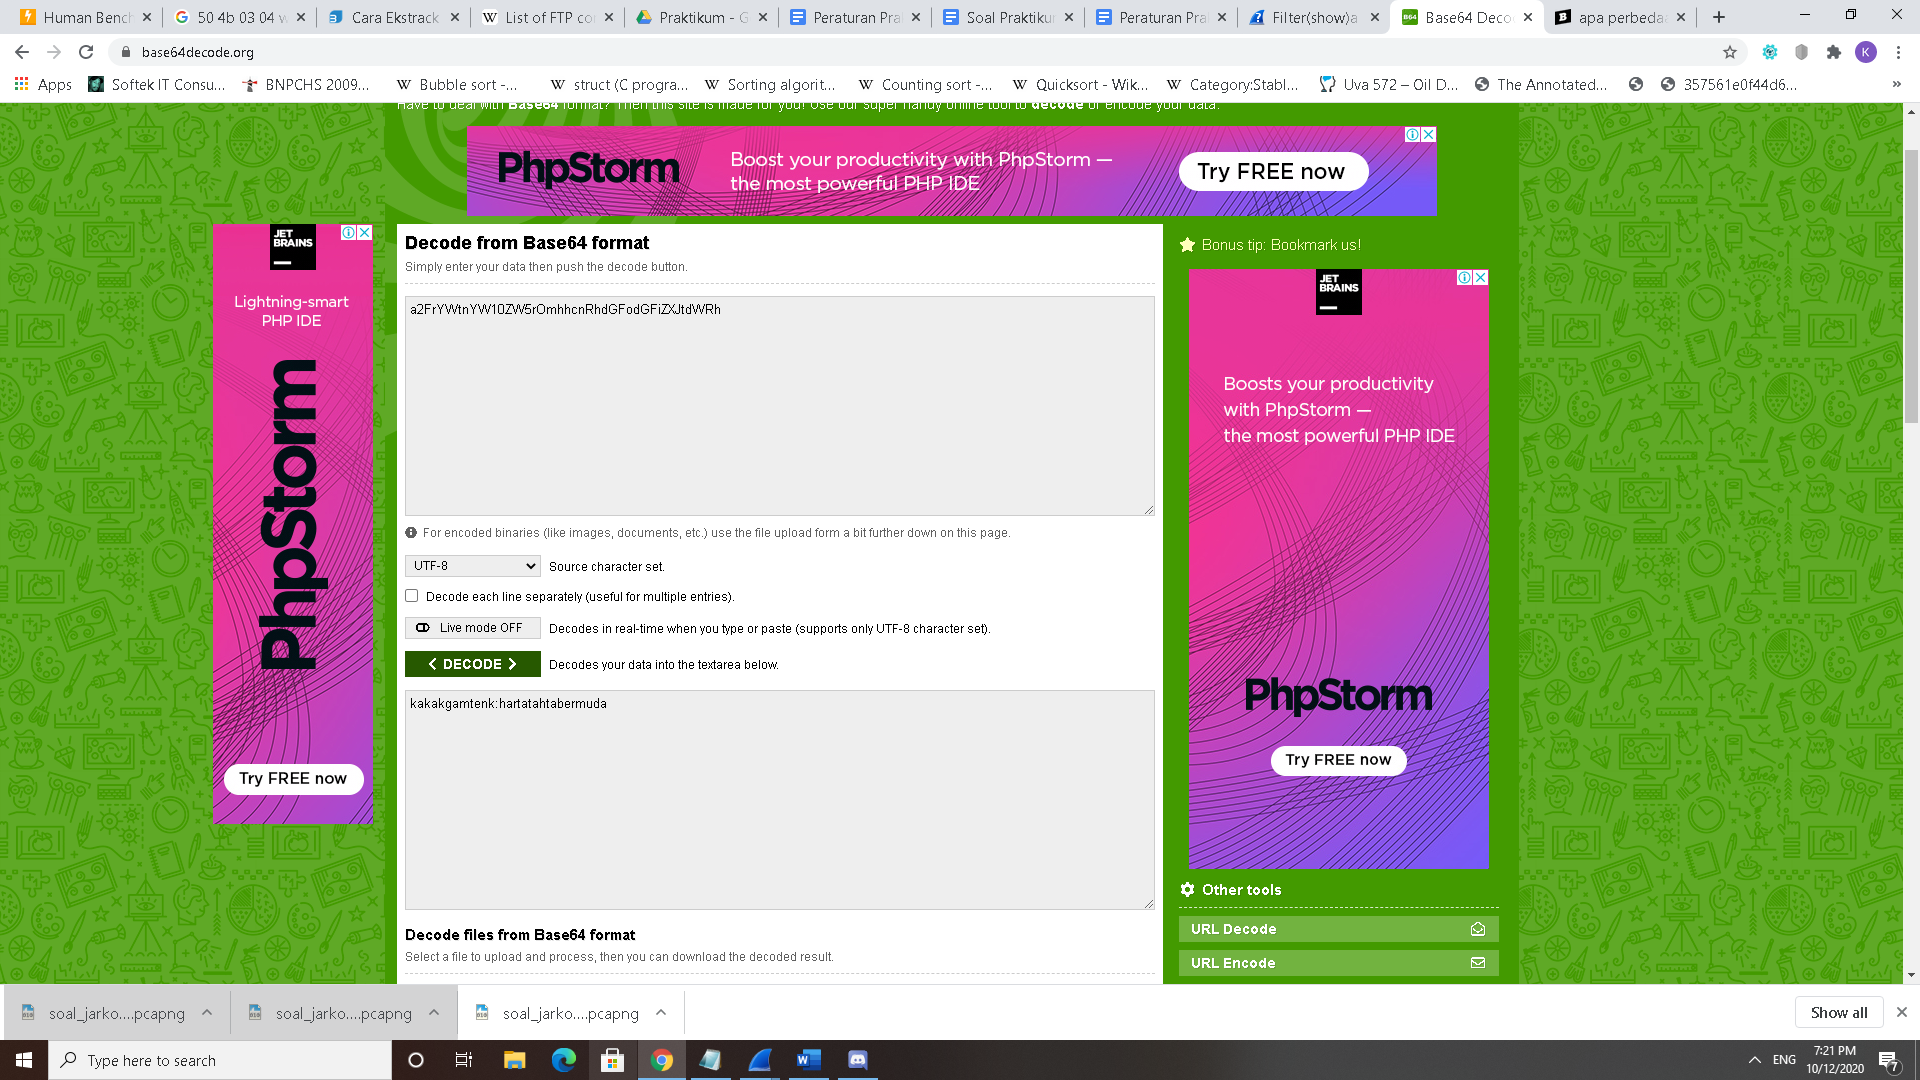 Human Bench
50 4b 03 04 w
Cara Ekstrack
List of FTP co
Praktikum - G
Peraturan Pra
Soal Praktiku
Peraturan Pra
Filter(show)a
Base64 Deco
apa perbeda
base64decode.org
K
Apps
Softek IT Consu...
BNPCHS 2009...
Bubble sort -...
struct (C progra...
Sorting algorit...
Counting sort -...
Quicksort - Wik...
Category:Stabl...
Uva 572 – Oil D...
The Annotated...
357561e0f44d6...
»
Have to deal with Base64 format? Then this site is made for you! Use our super handy online tool to decode or encode your data.
PhpStorm
Boost your productivity with PhpStorm —
the most powerful PHP IDE
Try FREE now
JET
BRAINS
Lightning-smart
PHP IDE
PhpStorm
Try FREE now
Decode from Base64 format
Simply enter your data then push the decode button.
a2FrYWtnYW10ZW5rOmhhcnRhdGFodGFiZXJtdWRh
For encoded binaries (like images, documents, etc.) use the file upload form a bit further down on this page.
UTF-8
Source character set.
Decode each line separately (useful for multiple entries).
Live mode OFF
Decodes in real-time when you type or paste (supports only UTF-8 character set).
DECODE
Decodes your data into the textarea below.
kakakgamtenk:hartatahtabermuda
Decode files from Base64 format
Select a file to upload and process, then you can download the decoded result.
Bonus tip: Bookmark us!
JET
BRAINS
Boosts your productivity
with PhpStorm —
the most powerful PHP IDE
PhpStorm
Try FREE now
Other tools
URL Decode
URL Encode
soal_jarko....pcapng
soal_jarko....pcapng
soal_jarko....pcapng
Show all
Type here to search
ENG
7:21 PM
10/12/2020
7